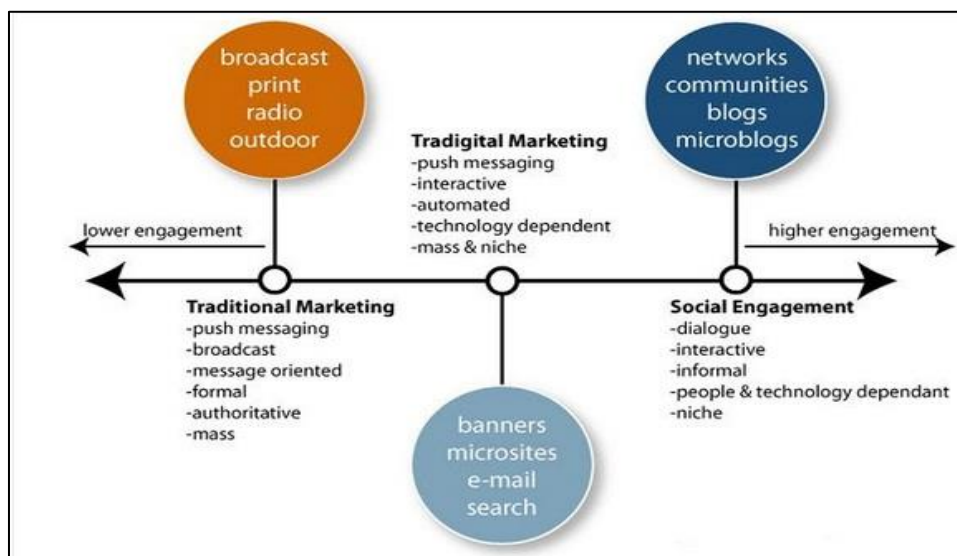 broadcast
print
radio
outdoor
networks
communities
blogs
microblogs
Tradigital Marketing
-push messaging
-interactive
-automated
-technology dependent
-mass & niche
lower engagement
higher engagement
Traditional Marketing
-push messaging
-broadcast
-message oriented
-formal
-authoritative
-mass
Social Engagement
-dialogue
-interactive
-informal
-people & technology dependant
-niche
banners
microsites
e-mail
search